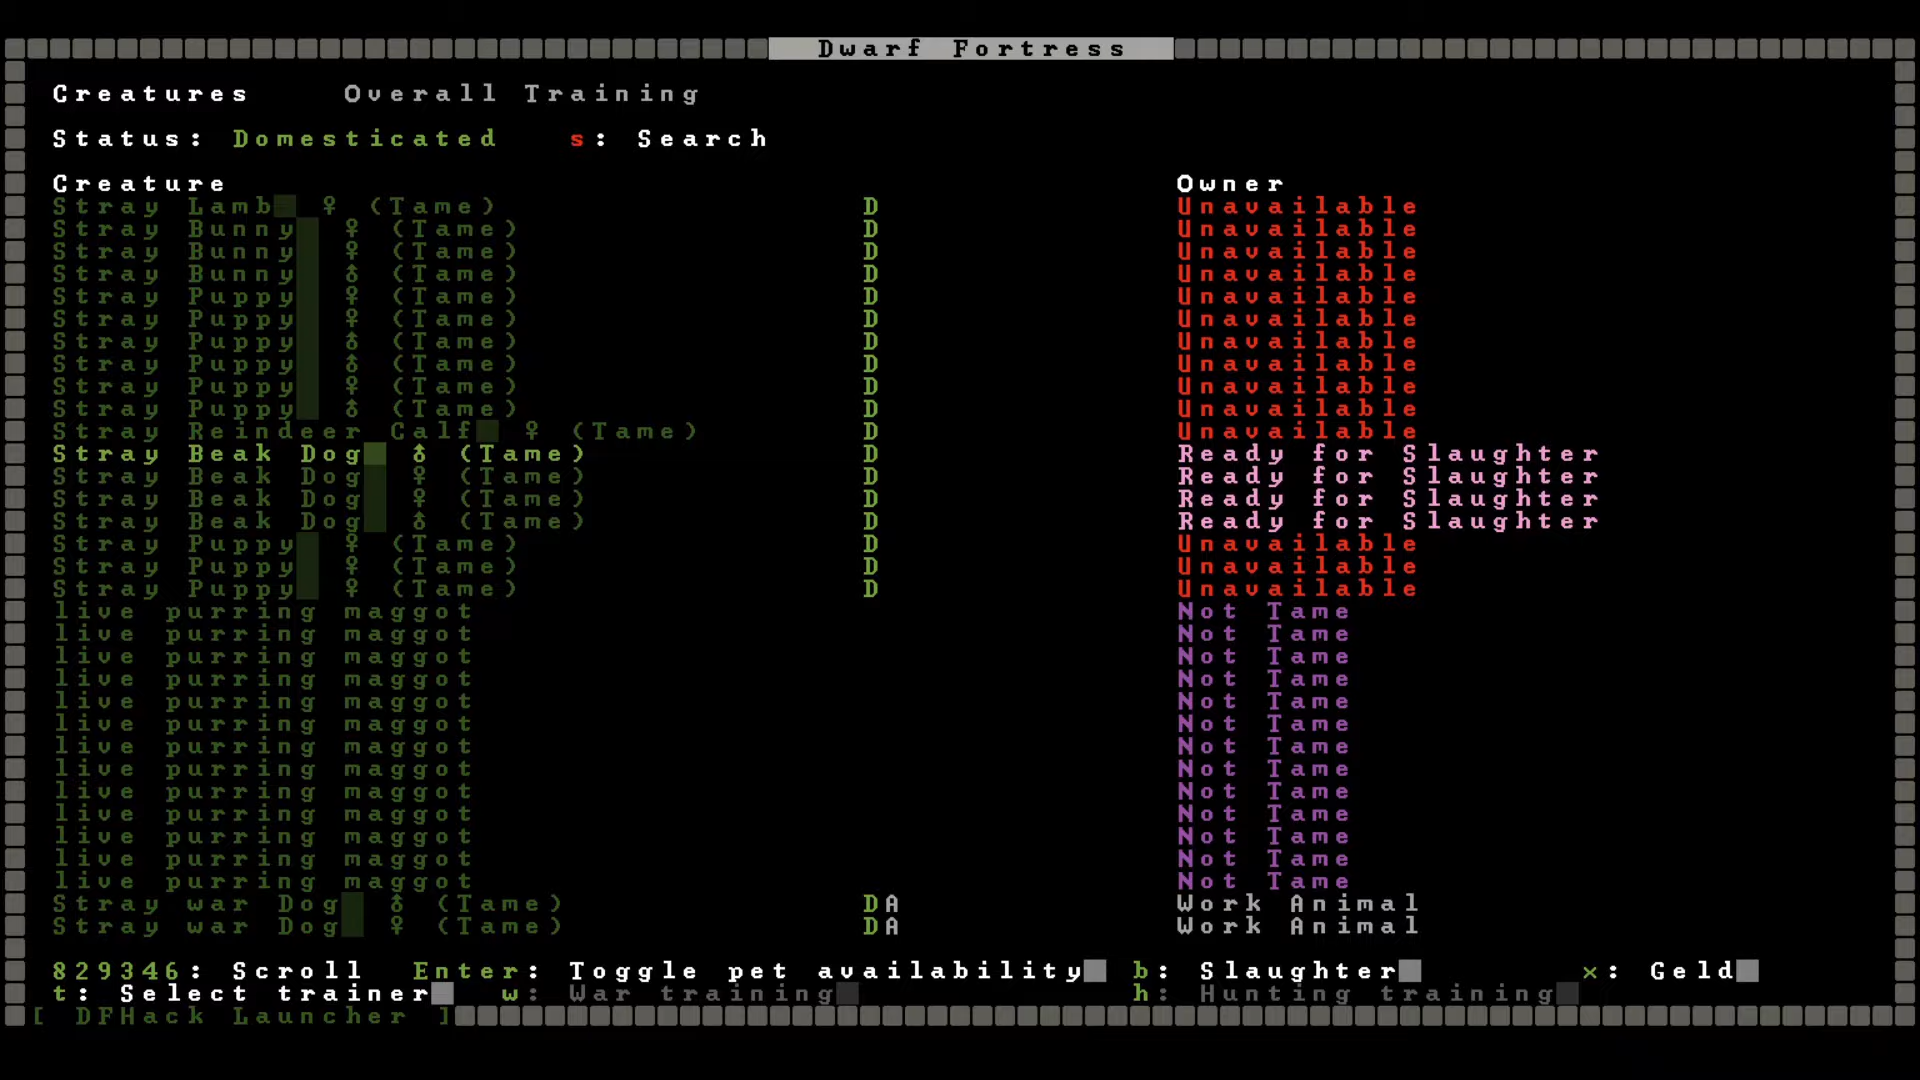 Dwarf Fortress
Creatures Overall Training
Status: Domesticated s: Search
Creature Owner
Stray Lamb ♀ (Tame) D Unavailable
Stray Bunny ♀ (Tame) D Unavailable
Stray Bunny ♀ (Tame) D Unavailable
Stray Bunny ♂ (Tame) D Unavailable
Stray Puppy ♀ (Tame) D Unavailable
Stray Puppy ♀ (Tame) D Unavailable
Stray Puppy ♂ (Tame) D Unavailable
Stray Puppy ♂ (Tame) D Unavailable
Stray Puppy ♀ (Tame) D Unavailable
Stray Puppy ♂ (Tame) D Unavailable
Stray Reindeer Calf ♀ (Tame) D Unavailable
Stray Beak Dog ♂ (Tame) D Ready for Slaughter
Stray Beak Dog ♀ (Tame) D Ready for Slaughter
Stray Beak Dog ♀ (Tame) D Ready for Slaughter
Stray Beak Dog ♂ (Tame) D Ready for Slaughter
Stray Puppy ♀ (Tame) D Unavailable
Stray Puppy ♀ (Tame) D Unavailable
Stray Puppy ♀ (Tame) D Unavailable
live purring maggot Not Tame
live purring maggot Not Tame
live purring maggot Not Tame
live purring maggot Not Tame
live purring maggot Not Tame
live purring maggot Not Tame
live purring maggot Not Tame
live purring maggot Not Tame
live purring maggot Not Tame
live purring maggot Not Tame
live purring maggot Not Tame
live purring maggot Not Tame
live purring maggot Not Tame
Stray war Dog ♂ (Tame) DA Work Animal
Stray war Dog ♀ (Tame) DA Work Animal
829346: Scroll Enter: Toggle pet availability b: Slaughter x: Geld
t: Select trainer w: War training h: Hunting training
[ DFHack Launcher ]